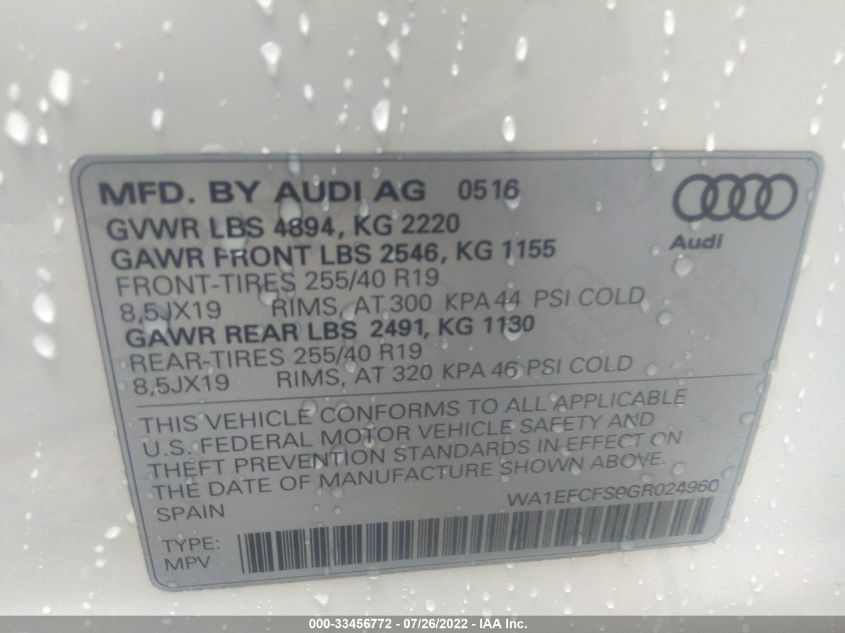 MFD. BY AUDI AG 0516
Audi
GVWR LBS 4894, KG 2220
GAWR FRONT LBS 2546, KG 1155
FRONT-TIRES 255/40 R19
8,5JX19 RIMS, AT 300 KPA 44 PSI COLD
GAWR REAR LBS 2491, KG 1130
REAR-TIRES 255/40 R19
8,5JX19 RIMS, AT 320 KPA 46 PSI COLD
THIS VEHICLE CONFORMS TO ALL APPLICABLE
U.S. FEDERAL MOTOR VEHICLE SAFETY AND
THEFT PREVENTION STANDARDS IN EFFECT ON
THE DATE OF MANUFACTURE SHOWN ABOVE.
SPAIN WA1EFCFS9GR024960
TYPE:
MPV
000-33456772 - 07/26/2022 - IAA Inc.